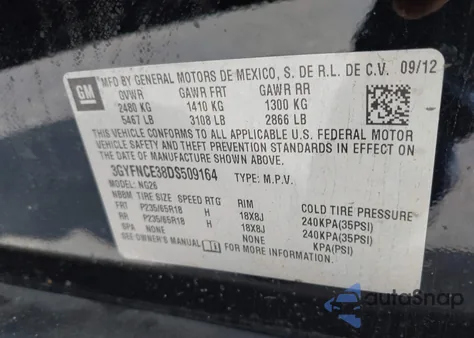 GM
MFD BY GENERAL MOTORS DE MEXICO, S. DE R.L. DE C.V. 09/12
GVWR GAWR FRT GAWR RR
2480 KG 1410 KG 1300 KG
5467 LB 3108 LB 2866 LB
THIS VEHICLE CONFORMS TO ALL APPLICABLE U.S. FEDERAL MOTOR
VEHICLE SAFETY AND THEFT PREVENTION STANDARDS IN EFFECT ON
THE DATE OF MANUFACTURE SHOWN ABOVE.
3GYFNCE38DS509164 TYPE: M.P.V.
MODEL: NG26
NBBM TIRE SIZE SPEED RTG RIM COLD TIRE PRESSURE
FRT P235/65R18 H 18X8J 240KPA(35PSI)
RR P235/65R18 H 18X8J 240KPA(35PSI)
SPA NONE NONE KPA(PSI)
SEE OWNER'S MANUAL FOR MORE INFORMATION
autoSnap